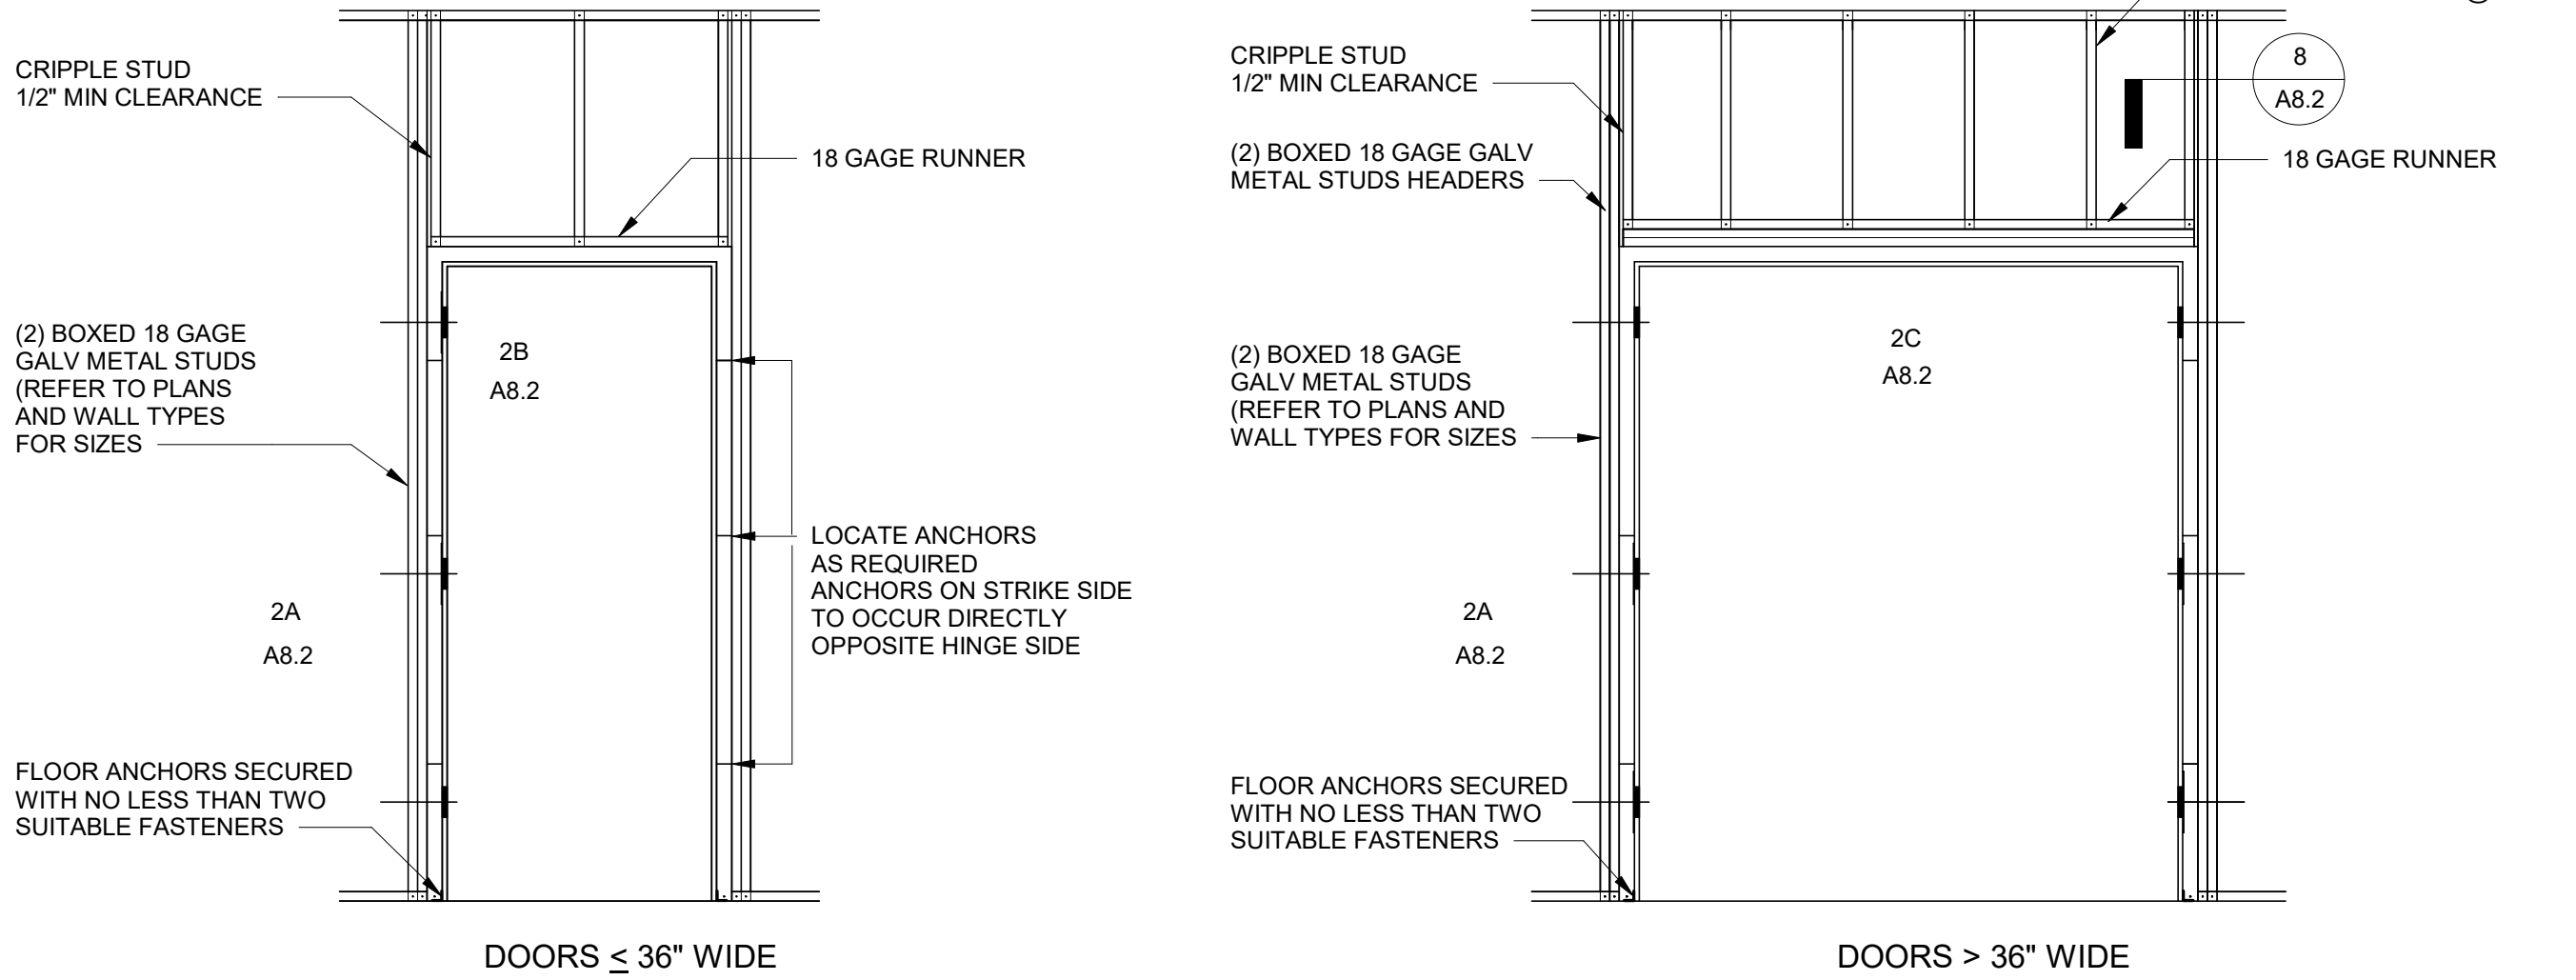 CRIPPLE STUD
1/2" MIN CLEARANCE
18 GAGE RUNNER
(2) BOXED 18 GAGE
GALV METAL STUDS
(REFER TO PLANS
AND WALL TYPES
FOR SIZES
2B
A8.2
2A
A8.2
LOCATE ANCHORS
AS REQUIRED
ANCHORS ON STRIKE SIDE
TO OCCUR DIRECTLY
OPPOSITE HINGE SIDE
FLOOR ANCHORS SECURED
WITH NO LESS THAN TWO
SUITABLE FASTENERS
DOORS ≤ 36" WIDE
CRIPPLE STUD
1/2" MIN CLEARANCE
(2) BOXED 18 GAGE GALV
METAL STUDS HEADERS
8
A8.2
18 GAGE RUNNER
(2) BOXED 18 GAGE
GALV METAL STUDS
(REFER TO PLANS AND
WALL TYPES FOR SIZES
2C
A8.2
2A
A8.2
FLOOR ANCHORS SECURED
WITH NO LESS THAN TWO
SUITABLE FASTENERS
DOORS > 36" WIDE